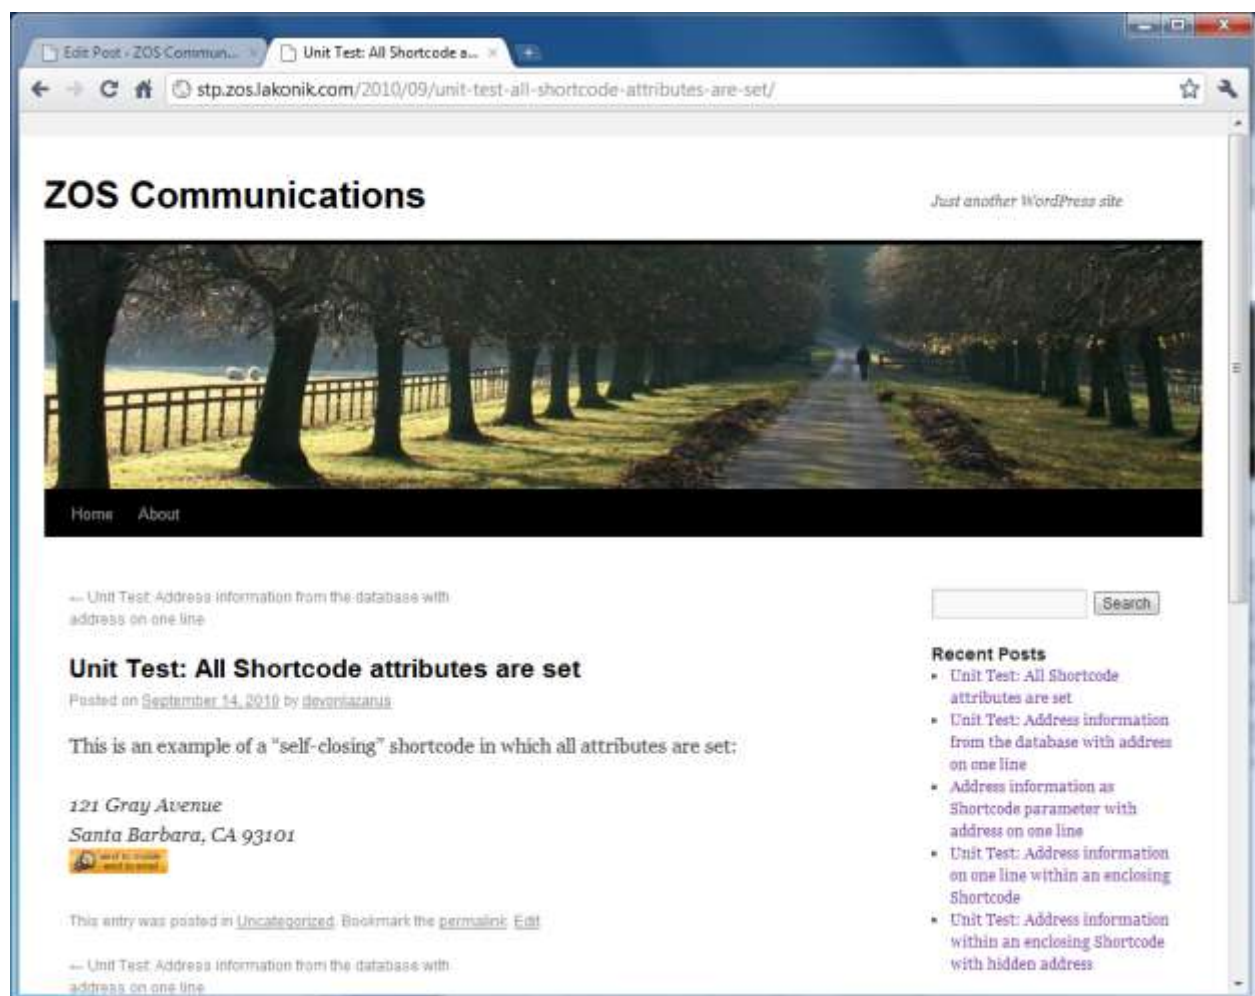 Edit Post ‹ ZOS Commun...
Unit Test: All Shortcode a...
stp.zos.lakonik.com/2010/09/unit-test-all-shortcode-attributes-are-set/
ZOS Communications
Just another WordPress site
Home About
← Unit Test: Address information from the database with
address on one line
Search
Unit Test: All Shortcode attributes are set
Posted on September 14, 2010 by devonlazarus
This is an example of a “self-closing” shortcode in which all attributes are set:
121 Gray Avenue
Santa Barbara, CA 93101
send to mobile
send to email
This entry was posted in Uncategorized. Bookmark the permalink. Edit
← Unit Test: Address information from the database with
address on one line
Recent Posts
Unit Test: All Shortcode
attributes are set
Unit Test: Address information
from the database with address
on one line
Address information as
Shortcode parameter with
address on one line
Unit Test: Address information
on one line within an enclosing
Shortcode
Unit Test: Address information
within an enclosing Shortcode
with hidden address